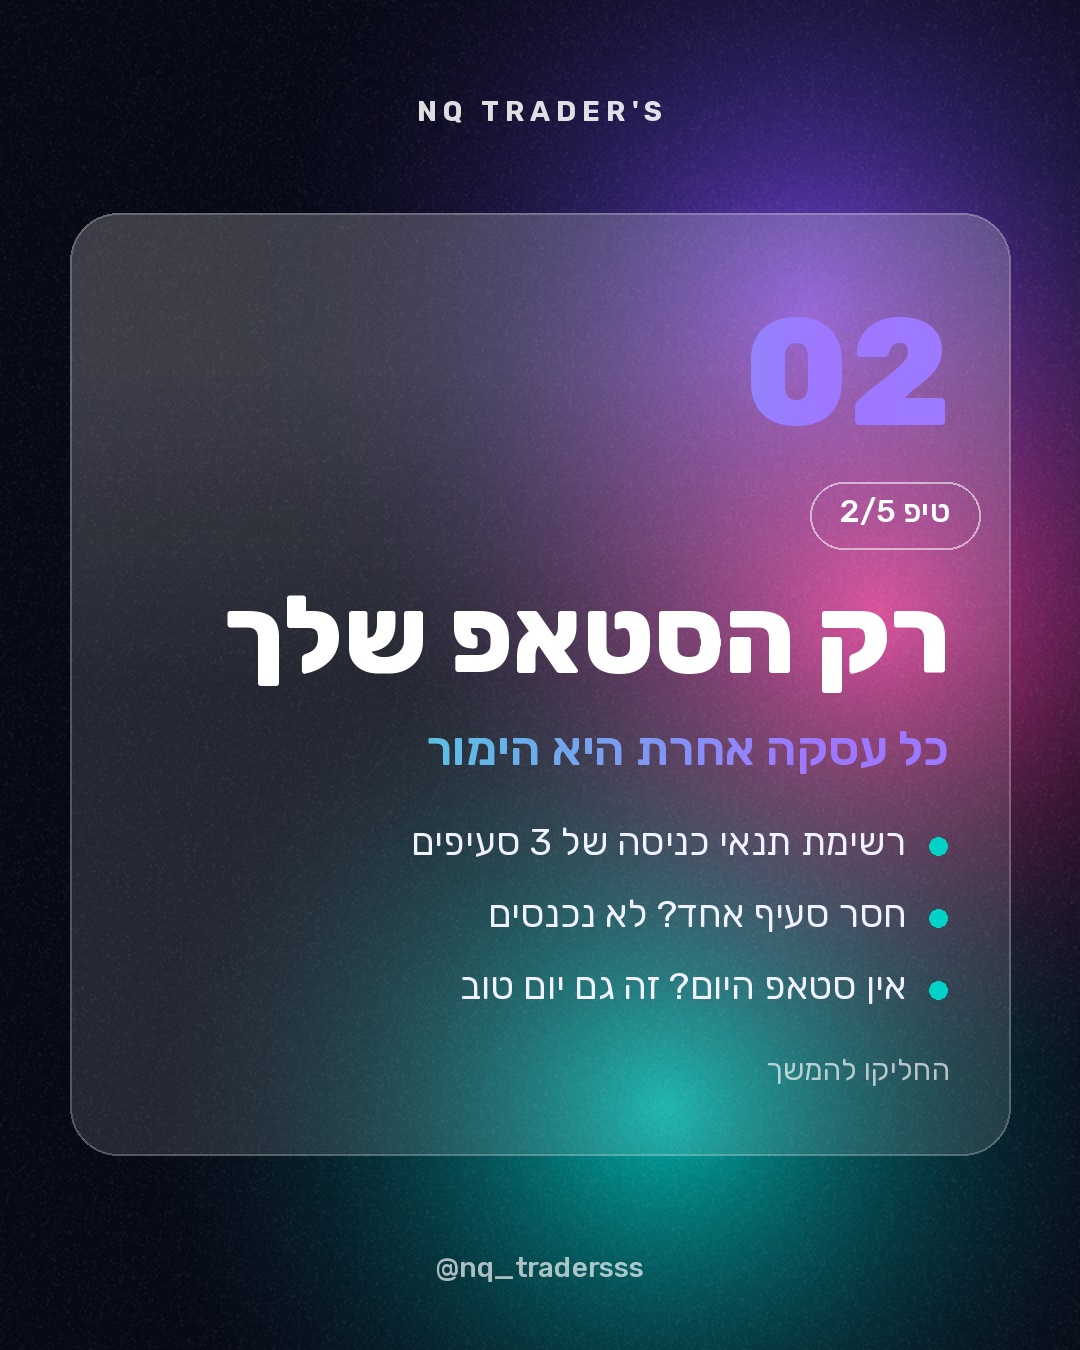 NQ TRADER'S
02
טיפ 2/5
רק הסטאפ שלך
כל עסקה אחרת היא הימור
רשימת תנאי כניסה של 3 סעיפים
חסר סעיף אחד? לא נכנסים
אין סטאפ היום? זה גם יום טוב
החליקו להמשך
@nq_tradersss